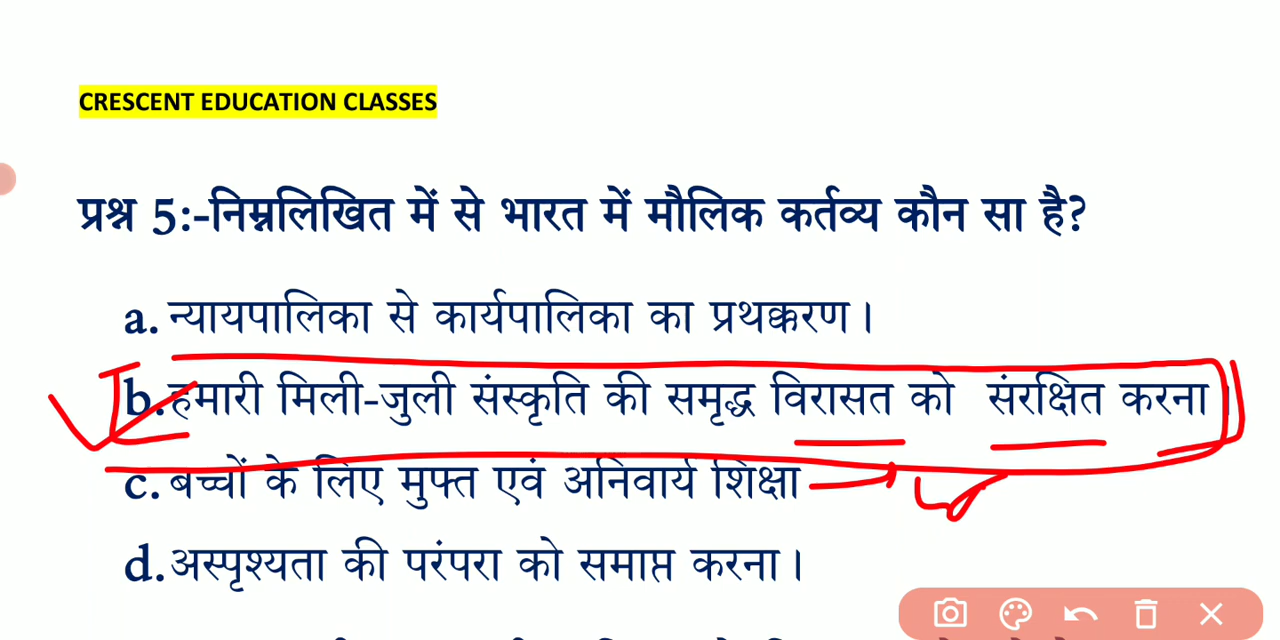 CRESCENT EDUCATION CLASSES
प्रश्न 5:-निम्नलिखित में से भारत में मौलिक कर्तव्य कौन सा है?
a. न्यायपालिका से कार्यपालिका का प्रथक्करण।
b. हमारी मिली-जुली संस्कृति की समृद्ध विरासत को संरक्षित करना
c. बच्चों के लिए मुफ्त एवं अनिवार्य शिक्षा
d. अस्पृश्यता की परंपरा को समाप्त करना।